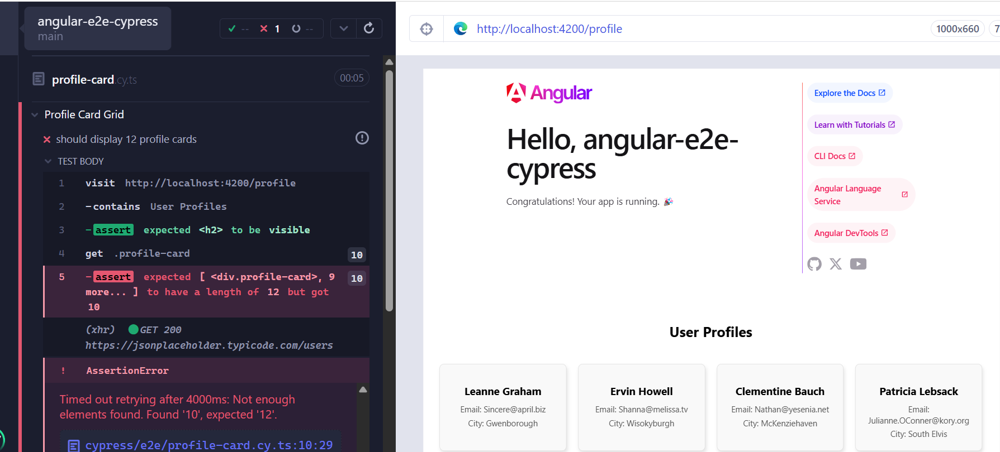 angular-e2e-cypress
main
-- 1 --
profile-card.cy.ts 00:05
Profile Card Grid
should display 12 profile cards
TEST BODY
1 visit http://localhost:4200/profile
2 -contains User Profiles
3 -assert expected <h2> to be visible
4 get .profile-card 10
5 -assert expected [ <div.profile-card>, 9 10
more... ] to have a length of 12 but got
10
(xhr) GET 200
https://jsonplaceholder.typicode.com/users
! AssertionError
Timed out retrying after 4000ms: Not enough
elements found. Found '10', expected '12'.
cypress/e2e/profile-card.cy.ts:10:29
http://localhost:4200/profile
1000x660
7
Angular
Hello, angular-e2e-
cypress
Congratulations! Your app is running. 🎉
Explore the Docs
Learn with Tutorials
CLI Docs
Angular Language
Service
Angular DevTools
User Profiles
Leanne Graham
Email: Sincere@april.biz
City: Gwenborough
Ervin Howell
Email: Shanna@melissa.tv
City: Wisokyburgh
Clementine Bauch
Email: Nathan@yesenia.net
City: McKenziehaven
Patricia Lebsack
Email:
Julianne.OConner@kory.org
City: South Elvis